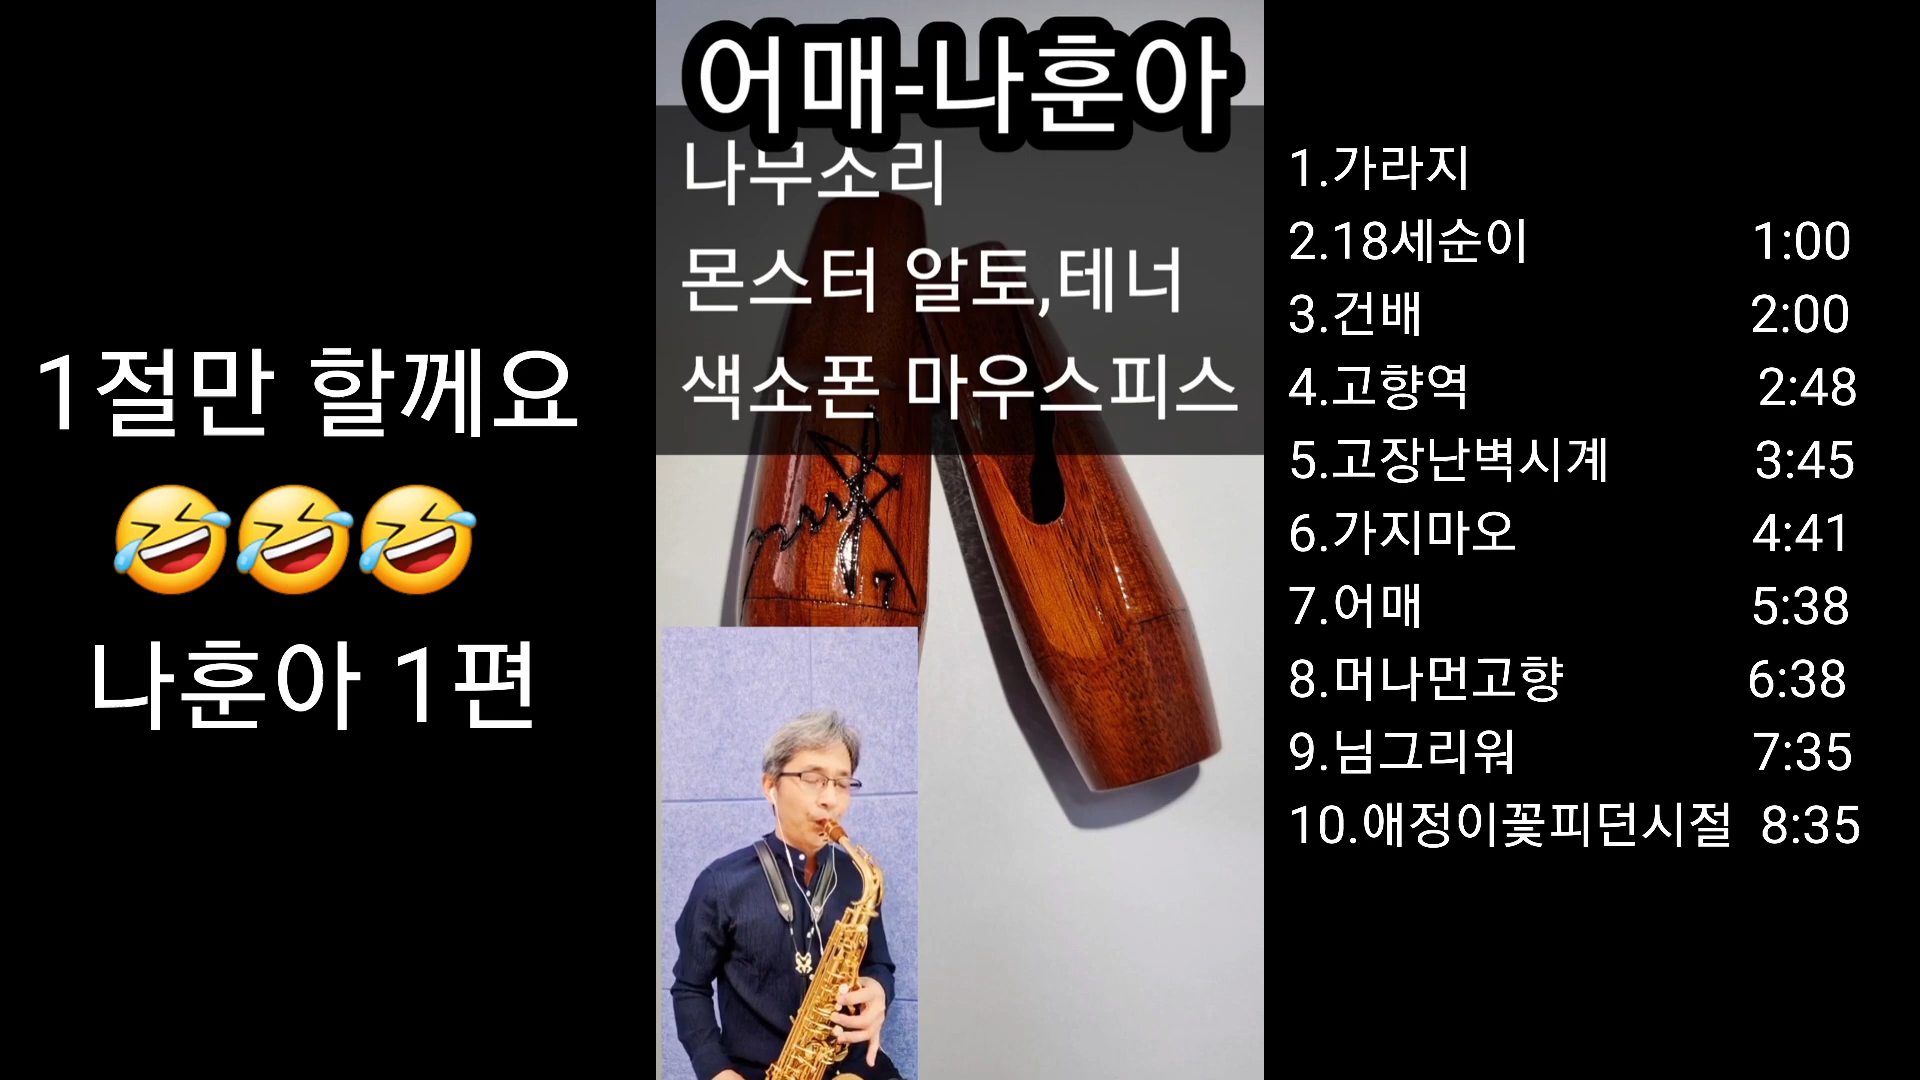 1절만 할께요
🤣🤣🤣
나훈아 1편
어매-나훈아
나무소리
몬스터 알토,테너
색소폰 마우스피스
1.가라지
2.18세순이 1:00
3.건배 2:00
4.고향역 2:48
5.고장난벽시계 3:45
6.가지마오 4:41
7.어매 5:38
8.머나먼고향 6:38
9.님그리워 7:35
10.애정이꽃피던시절 8:35